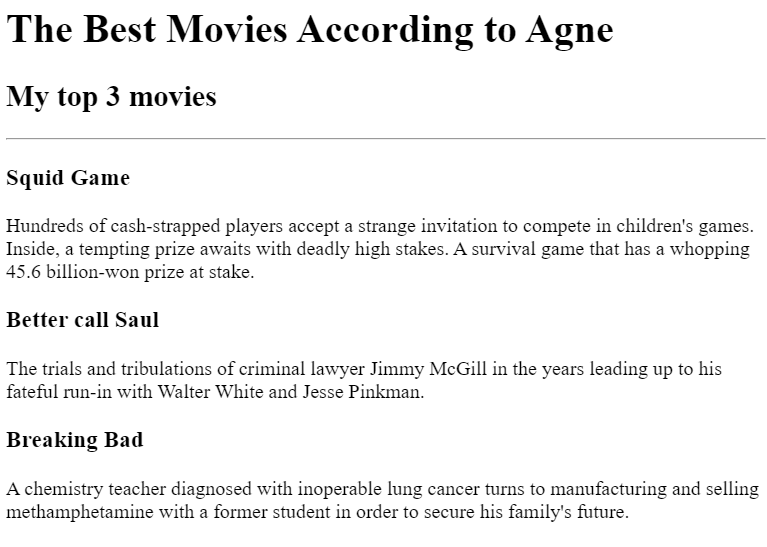 The Best Movies According to Agne
My top 3 movies
Squid Game
Hundreds of cash-strapped players accept a strange invitation to compete in children's games.
Inside, a tempting prize awaits with deadly high stakes. A survival game that has a whopping
45.6 billion-won prize at stake.
Better call Saul
The trials and tribulations of criminal lawyer Jimmy McGill in the years leading up to his
fateful run-in with Walter White and Jesse Pinkman.
Breaking Bad
A chemistry teacher diagnosed with inoperable lung cancer turns to manufacturing and selling
methamphetamine with a former student in order to secure his family's future.